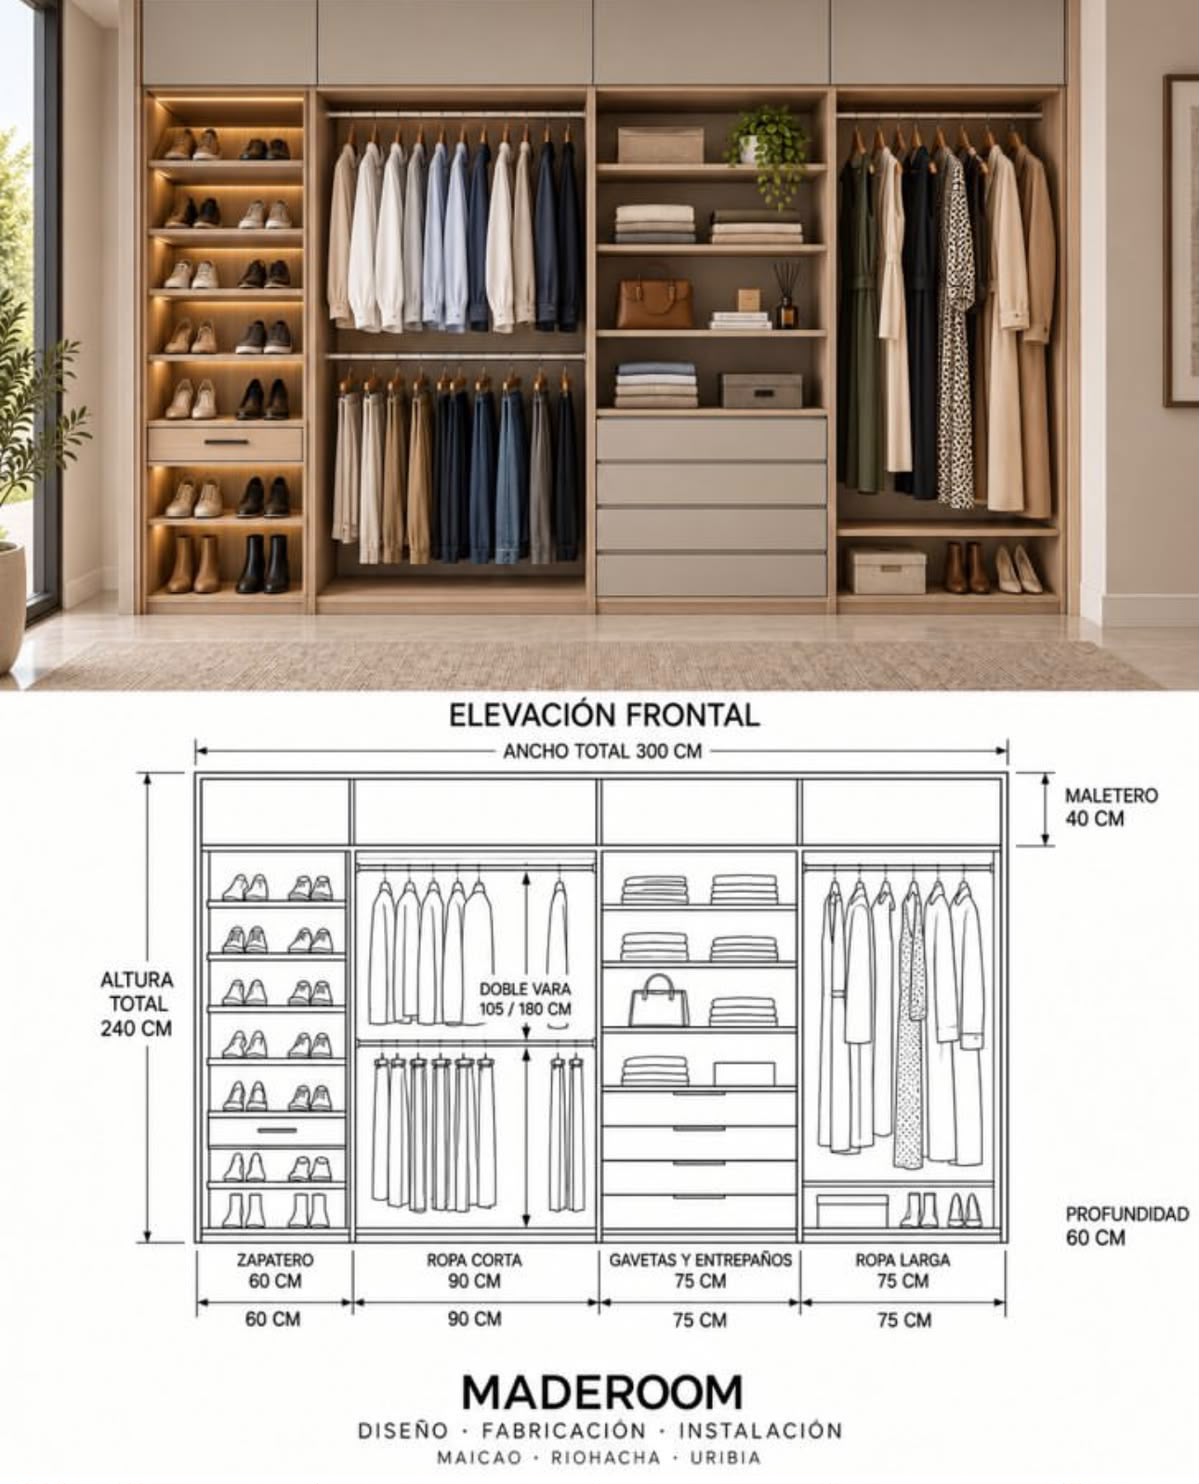 ELEVACIÓN FRONTAL
ANCHO TOTAL 300 CM
MALETERO
40 CM
ALTURA
TOTAL
240 CM
DOBLE VARA
105 / 180 CM
PROFUNDIDAD
60 CM
ZAPATERO
60 CM
ROPA CORTA
90 CM
GAVETAS Y ENTREPAÑOS
75 CM
ROPA LARGA
75 CM
60 CM
90 CM
75 CM
75 CM
MADEROOM
DISEÑO · FABRICACIÓN · INSTALACIÓN
MAICAO · RIOHACHA · URIBIA